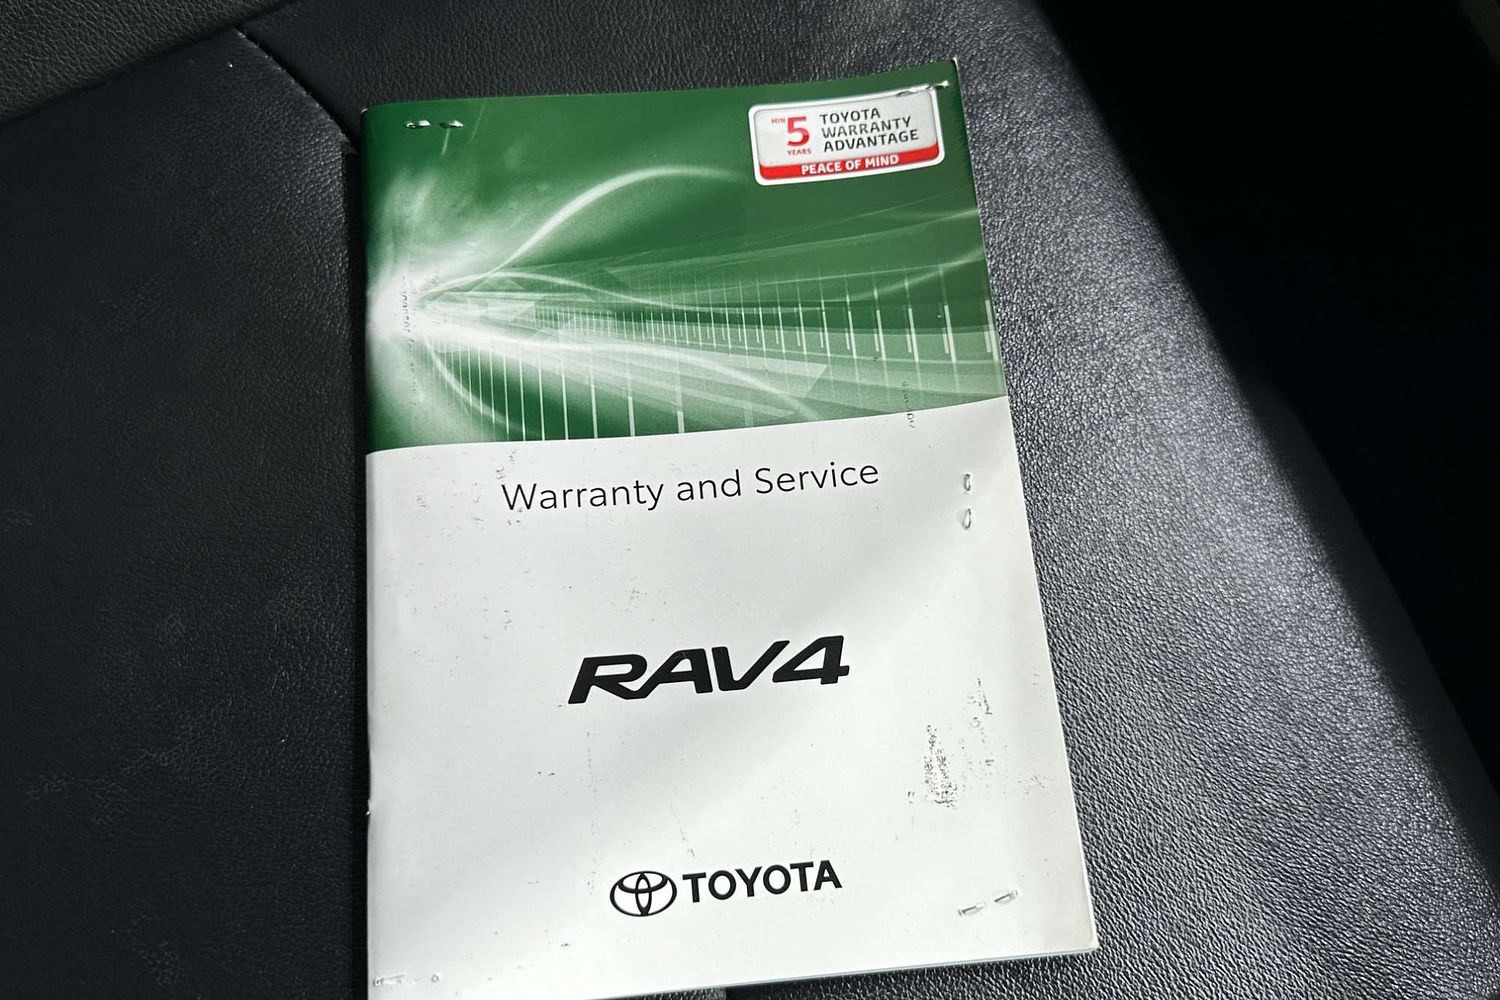 MIN 5 YEARS
TOYOTA
WARRANTY
ADVANTAGE
PEACE OF MIND
Warranty and Service
RAV4
TOYOTA